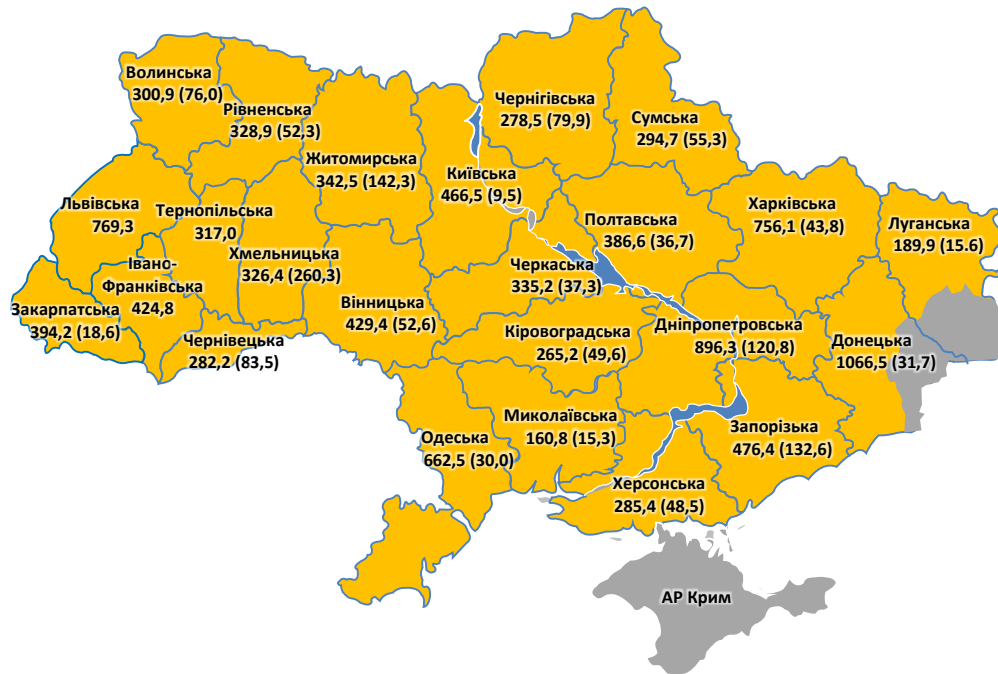 Волинська
300,9 (76,0)
Рівненська
328,9 (52,3)
Житомирська
342,5 (142,3)
Київська
466,5 (9,5)
Чернігівська
278,5 (79,9)
Сумська
294,7 (55,3)
Львівська
769,3
Тернопільська
317,0
Хмельницька
326,4 (260,3)
Івано-
Франківська
424,8
Закарпатська
394,2 (18,6)
Чернівецька
282,2 (83,5)
Вінницька
429,4 (52,6)
Черкаська
335,2 (37,3)
Полтавська
386,6 (36,7)
Харківська
756,1 (43,8)
Луганська
189,9 (15.6)
Кіровоградська
265,2 (49,6)
Дніпропетровська
896,3 (120,8)
Донецька
1066,5 (31,7)
Одеська
662,5 (30,0)
Миколаївська
160,8 (15,3)
Запорізька
476,4 (132,6)
Херсонська
285,4 (48,5)
АР Крим